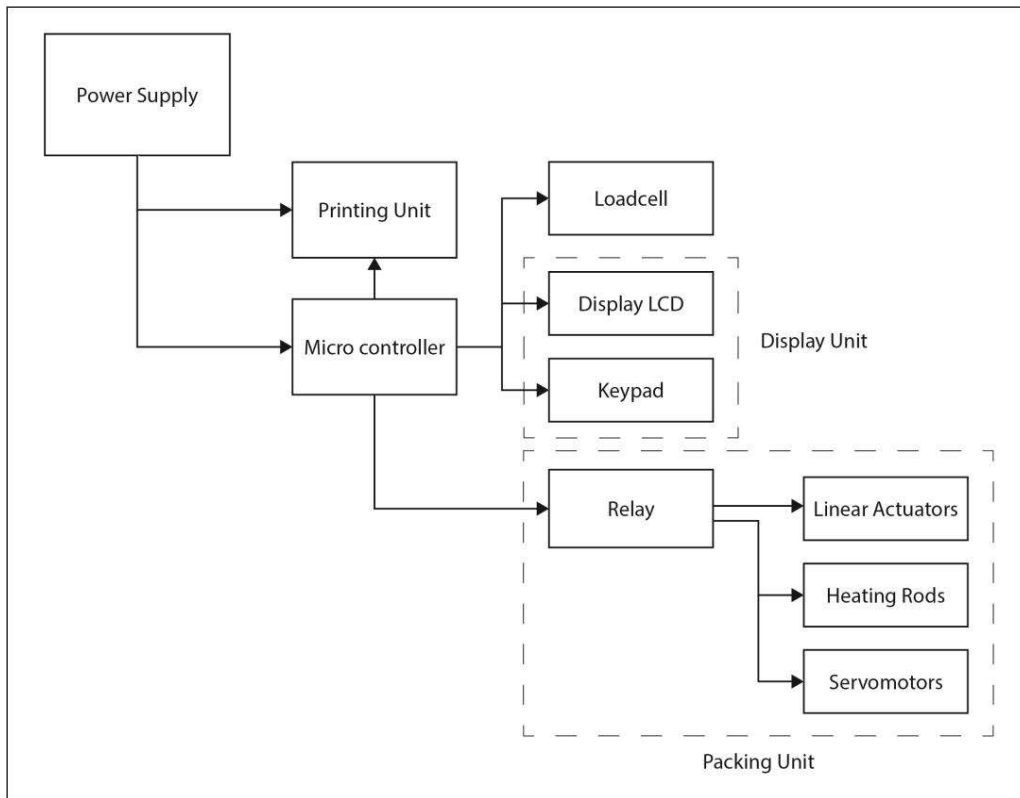 Power Supply
Printing Unit
Loadcell
Display LCD
Micro controller
Display Unit
Keypad
Relay
Linear Actuators
Heating Rods
Servomotors
Packing Unit